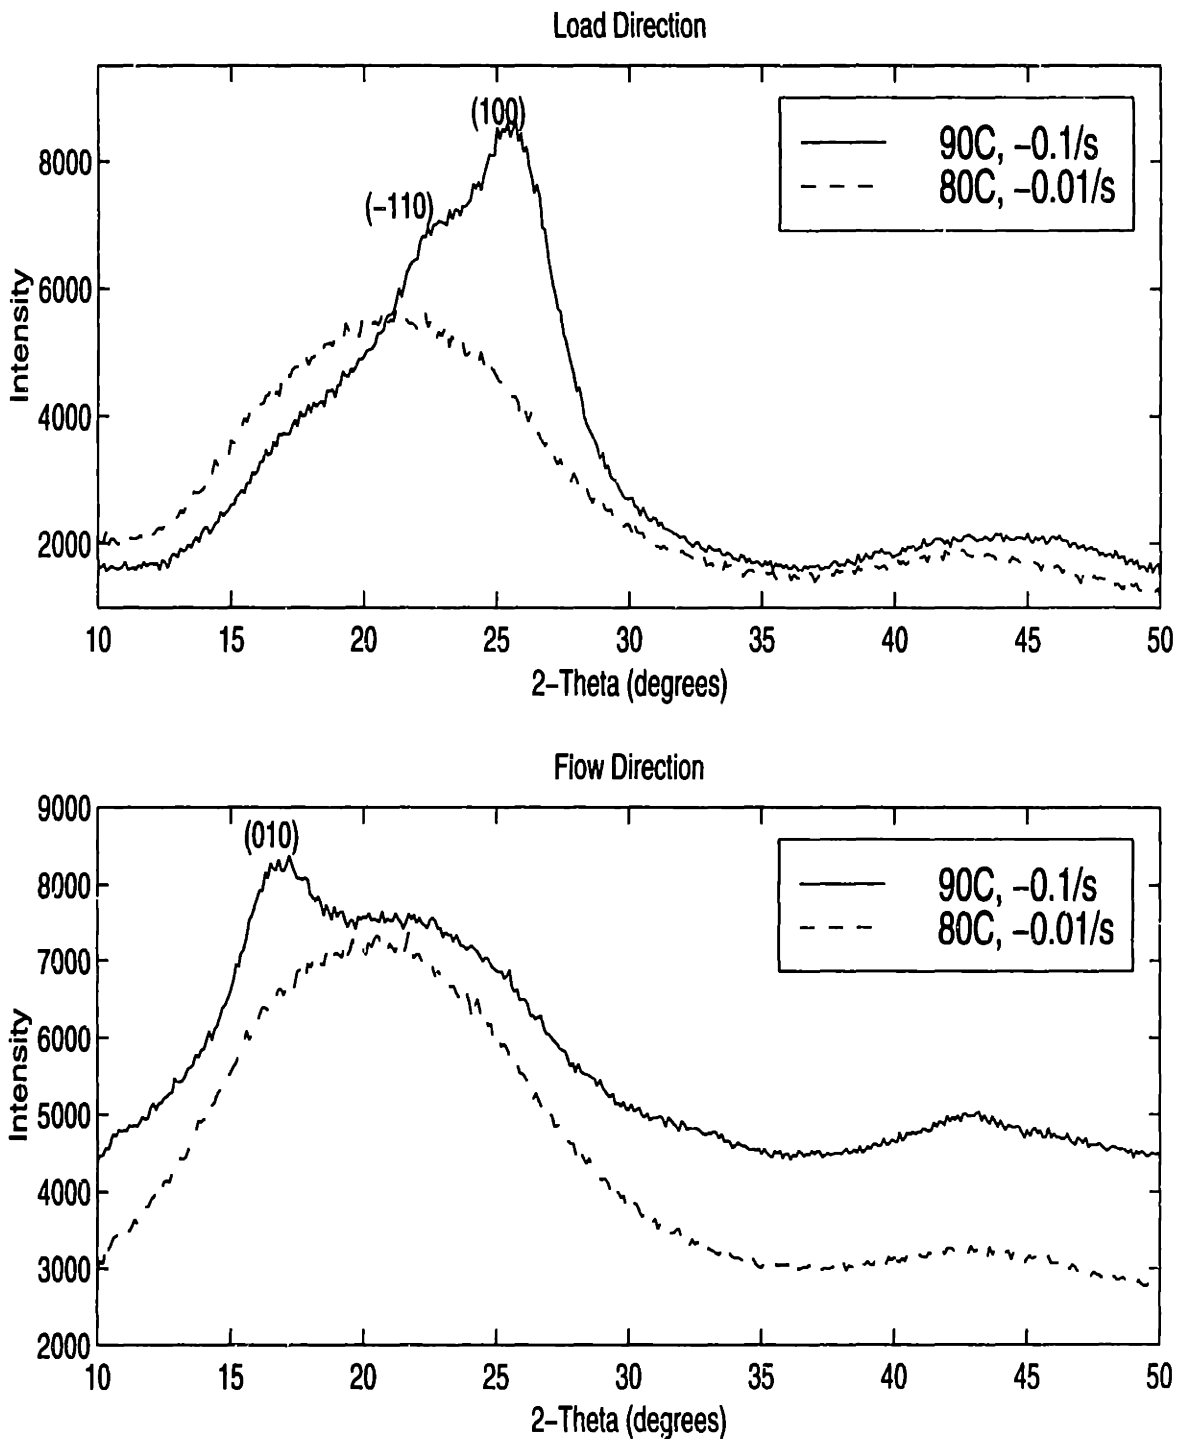 Load Direction
(100)
(-110)
90C, -0.1/s
80C, -0.01/s
8000
6000
4000
2000
Intensity
10 15 20 25 30 35 40 45 50
2-Theta (degrees)
Flow Direction
(010)
90C, -0.1/s
80C, -0.01/s
9000
8000
7000
6000
5000
4000
3000
2000
Intensity
10 15 20 25 30 35 40 45 50
2-Theta (degrees)